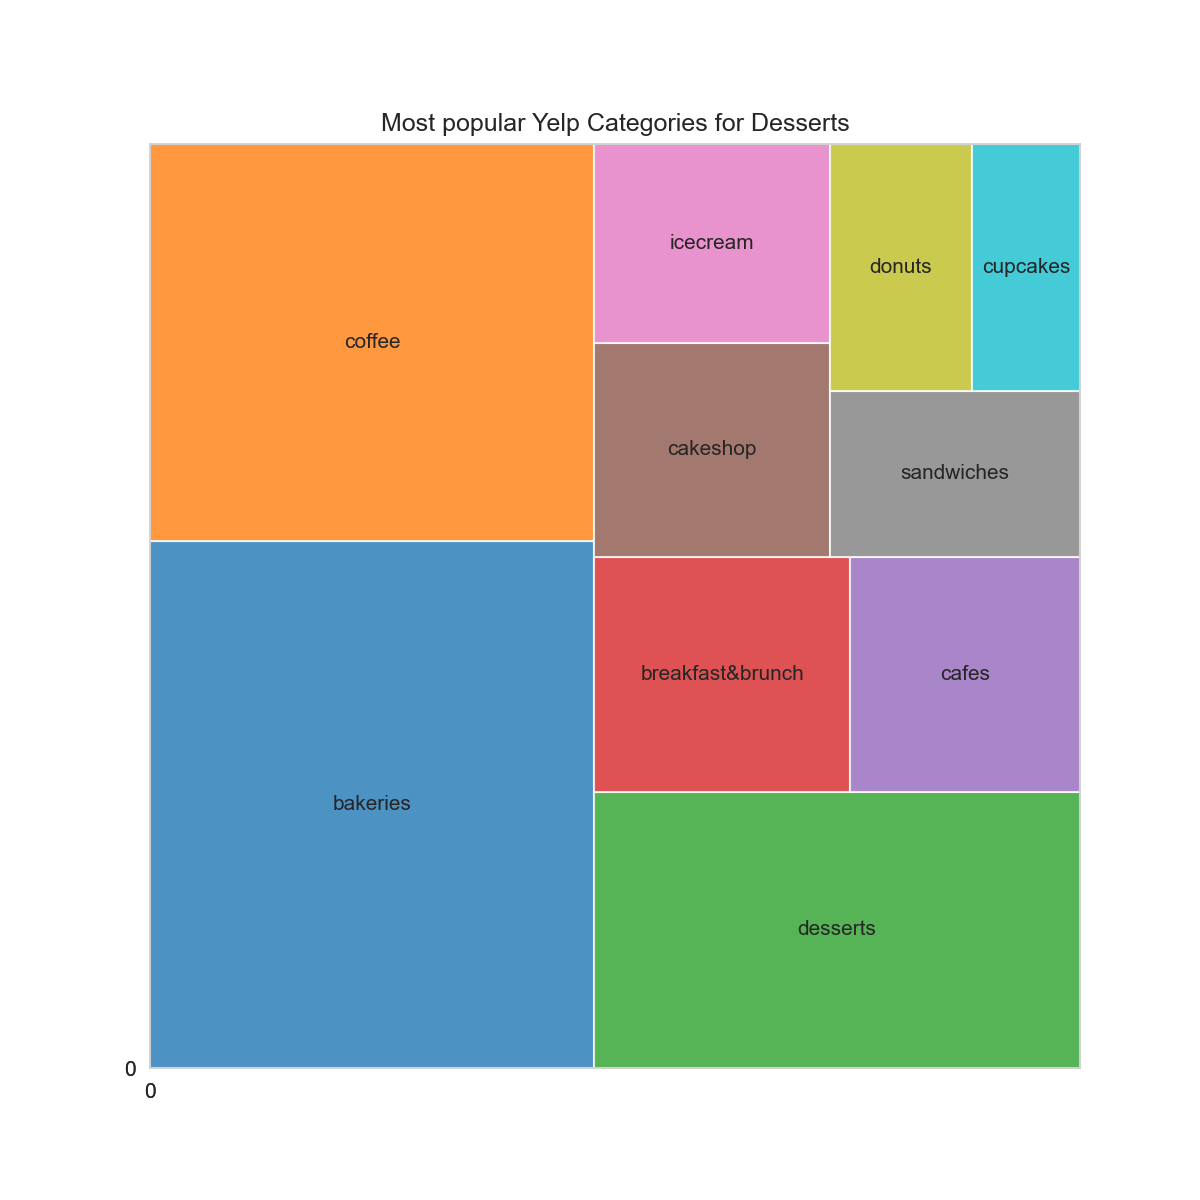 Most popular Yelp Categories for Desserts
icecream
donuts
cupcakes
coffee
cakeshop
sandwiches
breakfast&brunch
cafes
bakeries
desserts
0
0